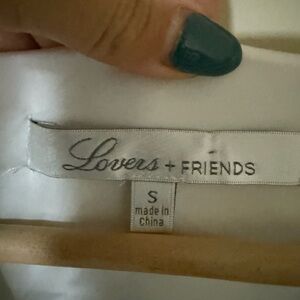 Lovers + FRIENDS
S
made in
China